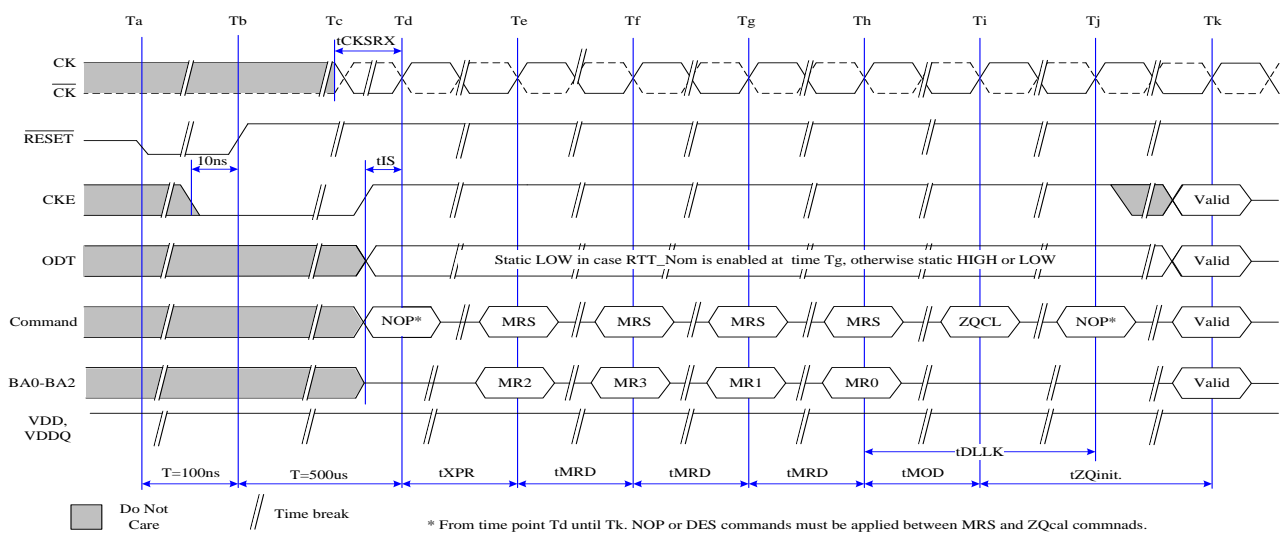 Ta Tb Tc Td Te Tf Tg Th Ti Tj Tk
tCKSRX
CK
CK
RESET
10ns
tIS
CKE
Valid
ODT
Static LOW in case RTT_Nom is enabled at time Tg, otherwise static HIGH or LOW
Valid
Command
NOP* MRS MRS MRS MRS ZQCL NOP* Valid
BA0-BA2
MR2 MR3 MR1 MR0 Valid
VDD,
VDDQ
tDLLK
T=100ns T=500us tXPR tMRD tMRD tMRD tMOD tZQinit.
Do Not
Care
Time break
* From time point Td until Tk. NOP or DES commands must be applied between MRS and ZQcal commnads.